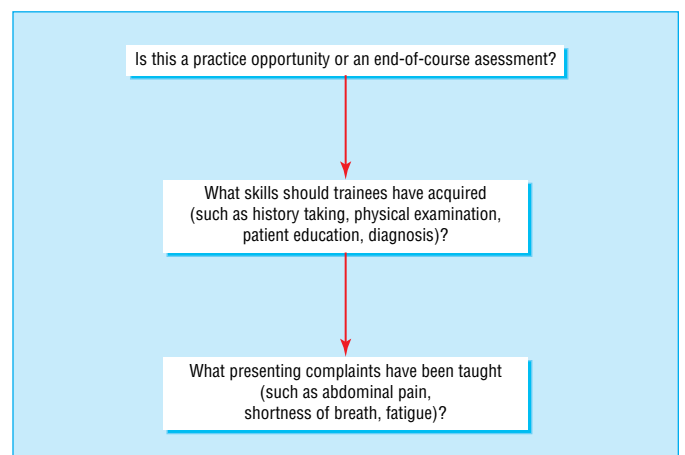 Is this a practice opportunity or an end-of-course asessment?
What skills should trainees have acquired
(such as history taking, physical examination,
patient education, diagnosis)?
What presenting complaints have been taught
(such as abdominal pain,
shortness of breath, fatigue)?